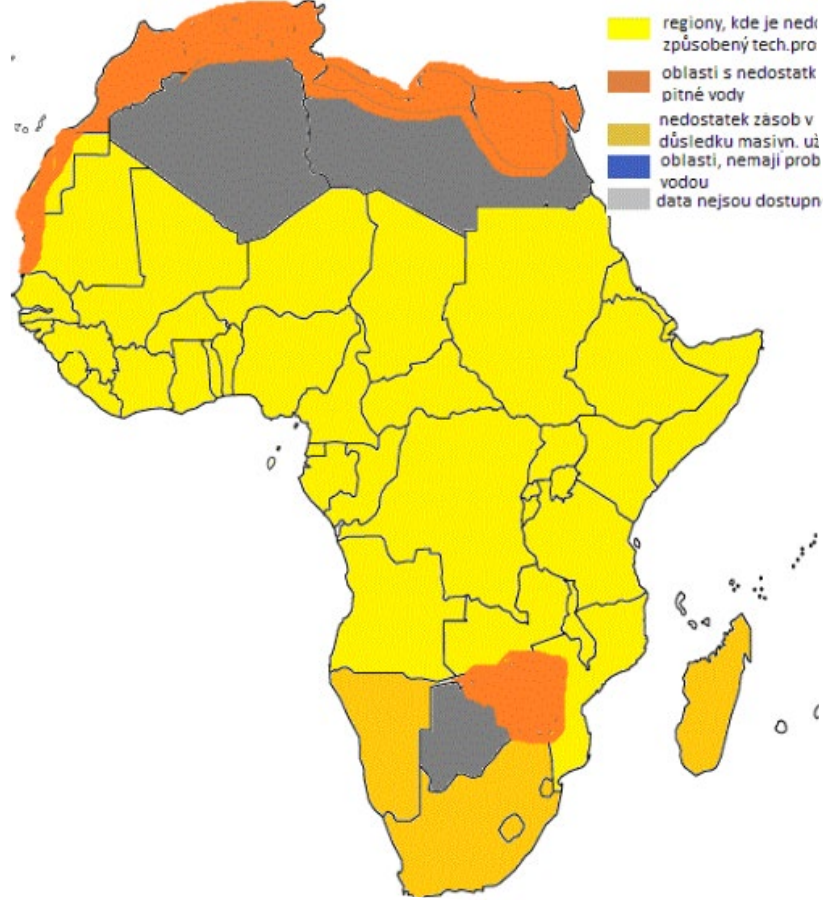 regiony, kde je nedo
způsobený tech.pro
oblasti s nedostatk
pitné vody
nedostatek zásob v
důsledku masivn. už
oblasti, nemají prob
vodou
data nejsou dostupn